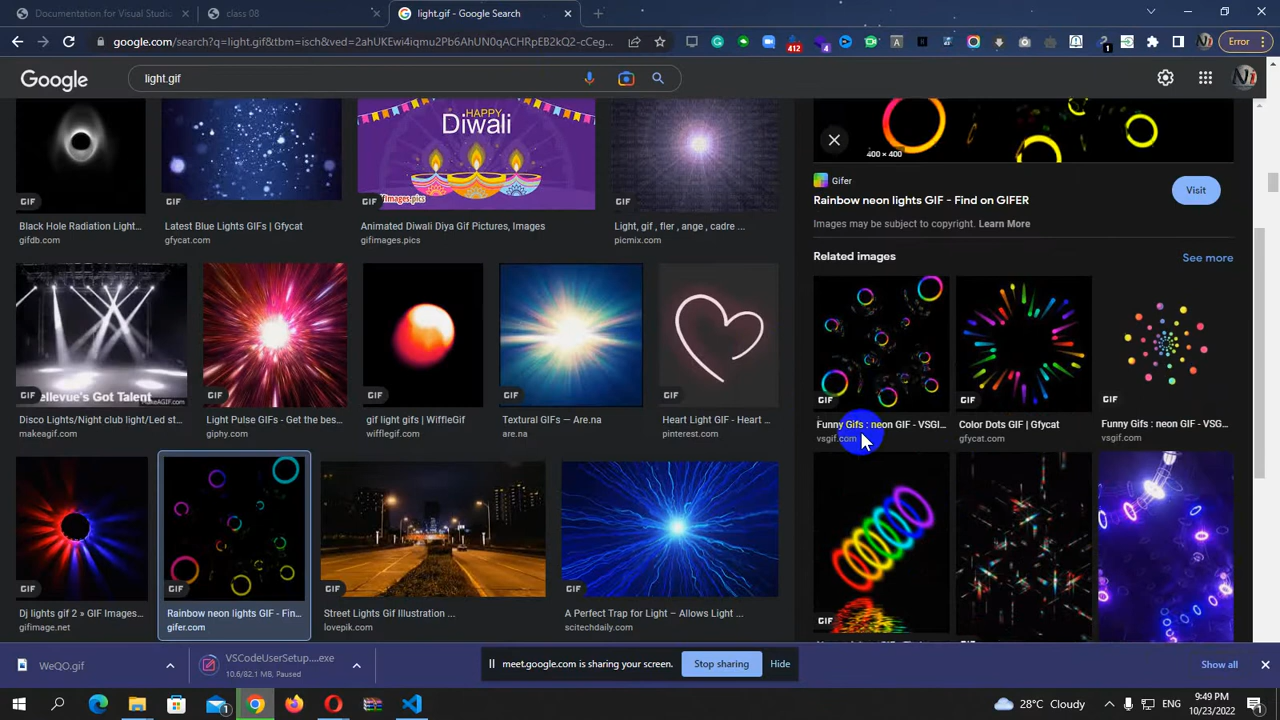 Documentation for Visual Studio
class 08
light.gif - Google Search
google.com/search?q=light.gif&tbm=isch&ved=2ahUKEwi4iqmu2Pb6AhUN0qACHRpEB2kQ2-cCeg...
412
4
1
Error
Google
light.gif
400 × 400
Gifer
Visit
Rainbow neon lights GIF - Find on GIFER
Images may be subject to copyright. Learn More
Related images
See more
HAPPY
Diwali
GIF
GIF
GIF
GIF
Black Hole Radiation Light...
gifdb.com
Latest Blue Lights GIFs | Gfycat
gfycat.com
Animated Diwali Diya Gif Pictures, Images
gifimages.pics
Light, gif , fler , ange , cadre ...
picmix.com
GIF
GIF
GIF
GIF
GIF
MakeAGIF.com
Disco Lights/Night club light/Led st...
makeagif.com
Light Pulse GIFs - Get the bes...
giphy.com
gif light gifs | WiffleGif
wifflegif.com
Textural GIFs — Are.na
are.na
Heart Light GIF - Heart ...
pinterest.com
GIF
GIF
GIF
Funny Gifs : neon GIF - VSGI...
vsgif.com
Color Dots GIF | Gfycat
gfycat.com
Funny Gifs : neon GIF - VSG...
vsgif.com
GIF
GIF
GIF
GIF
GIF
Dj lights gif 2 » GIF Images...
gifimage.net
Rainbow neon lights GIF - Fin...
gifer.com
Street Lights Gif Illustration ...
lovepik.com
A Perfect Trap for Light – Allows Light ...
scitechdaily.com
WeQO.gif
VSCodeUserSetup....exe
10.6/82.1 MB, Paused
meet.google.com is sharing your screen.
Stop sharing
Hide
Show all
28°C Cloudy
ENG
9:49 PM
10/23/2022